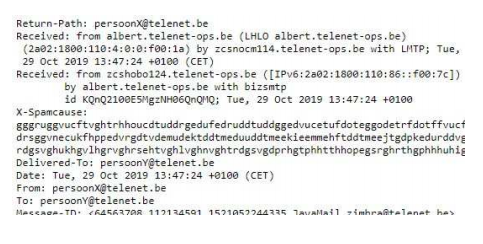 Return-Path: persoonX@telenet.be
Received: from albert.telenet-ops.be (LHLO albert.telenet-ops.be)
(2a02:1800:110:4:0:0:f00:1a) by zcsnocm114.telenet-ops.be with LMTP; Tue,
29 Oct 2019 13:47:24 +0100 (CET)
Received: from zcshobo124.telenet-ops.be ([IPv6:2a02:1800:110:86::f00:7c])
by albert.telenet-ops.be with bizsmtp
id KQnQ2100E5MgzNH06QnQMQ; Tue, 29 Oct 2019 13:47:24 +0100
X-Spamcause:
gggruggvucftvghtrhhoucdtuddrgedufedruddtuddggedvucetufdoteggodetrfdotffvucf
drsggvnecukfhppedvrgdtvdemudektddtmeduuddtmeekieemmehftddtmeejtgdpkedurddvg
rdgsvghukhgvlhgrvghrsehtvghlvghnvghtrdgsvgdprhgtphhtthhopegsrghrthgphhhuhig
Delivered-To: persoonY@telenet.be
Date: Tue, 29 Oct 2019 13:47:24 +0100 (CET)
From: persoonX@telenet.be
To: persoonY@telenet.be
Message-ID: <64563708.112134591.1521052244335.JavaMail.zimbra@telenet.be>